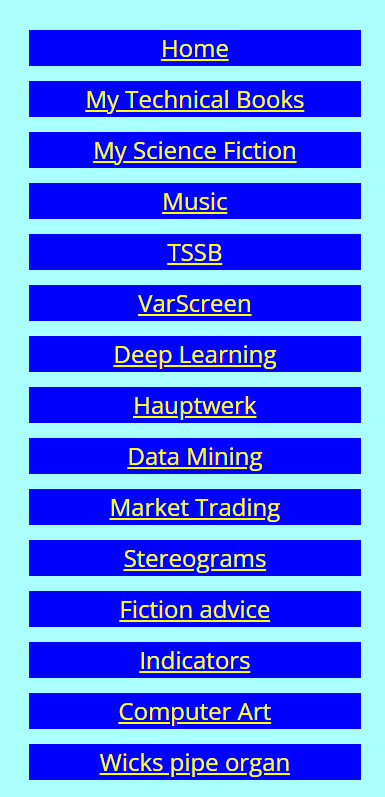 Home
My Technical Books
My Science Fiction
Music
TSSB
VarScreen
Deep Learning
Hauptwerk
Data Mining
Market Trading
Stereograms
Fiction advice
Indicators
Computer Art
Wicks pipe organ